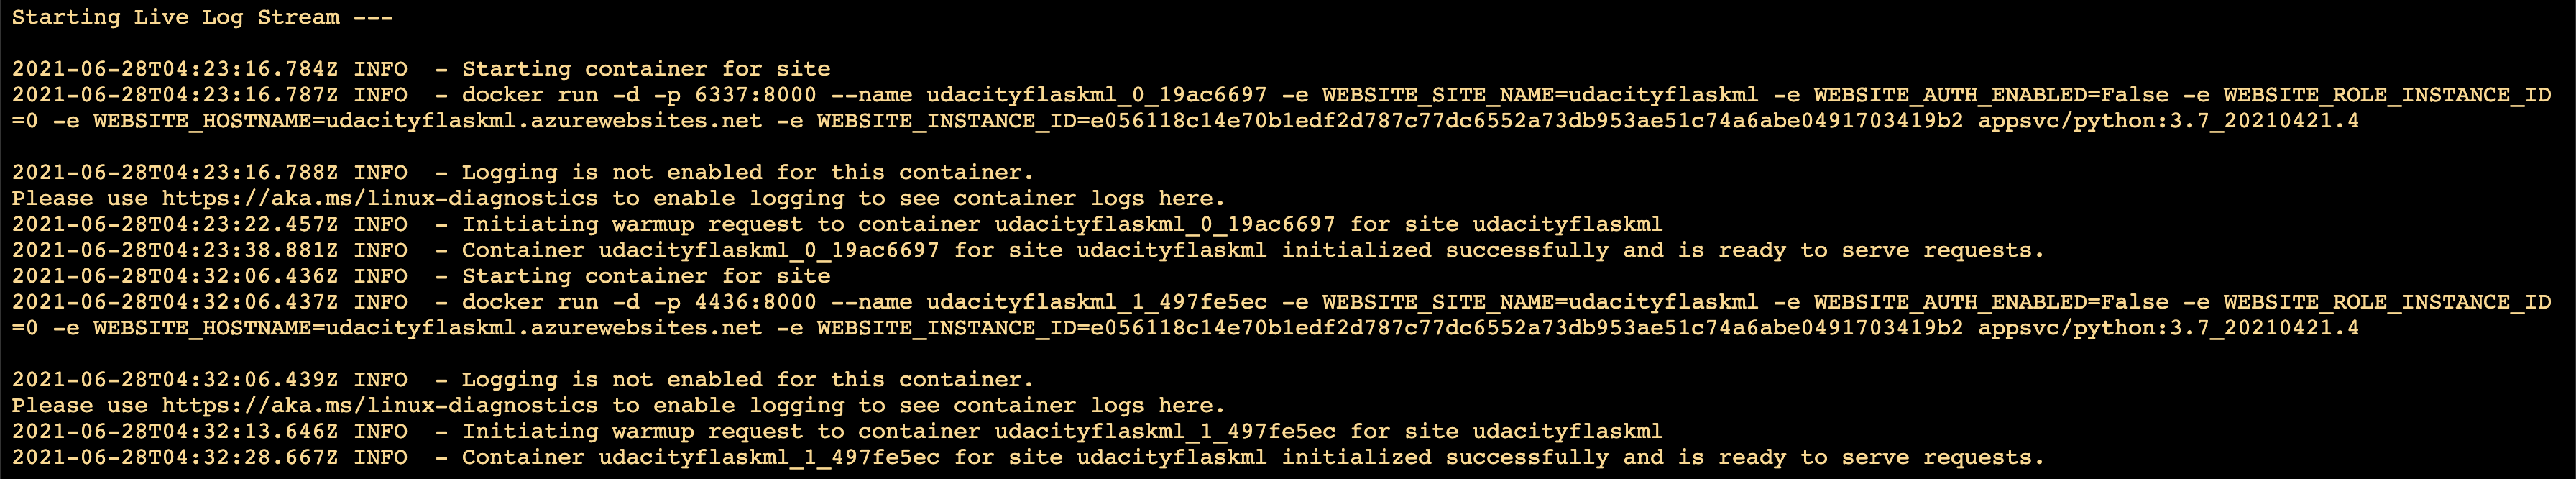 Starting Live Log Stream ---
2021-06-28T04:23:16.784Z INFO  - Starting container for site
2021-06-28T04:23:16.787Z INFO  - docker run -d -p 6337:8000 --name udacityflaskml_0_19ac6697 -e WEBSITE_SITE_NAME=udacityflaskml -e WEBSITE_AUTH_ENABLED=False -e WEBSITE_ROLE_INSTANCE_ID
=0 -e WEBSITE_HOSTNAME=udacityflaskml.azurewebsites.net -e WEBSITE_INSTANCE_ID=e056118c14e70b1edf2d787c77dc6552a73db953ae51c74a6abe0491703419b2 appsvc/python:3.7_20210421.4
2021-06-28T04:23:16.788Z INFO  - Logging is not enabled for this container.
Please use https://aka.ms/linux-diagnostics to enable logging to see container logs here.
2021-06-28T04:23:22.457Z INFO  - Initiating warmup request to container udacityflaskml_0_19ac6697 for site udacityflaskml
2021-06-28T04:23:38.881Z INFO  - Container udacityflaskml_0_19ac6697 for site udacityflaskml initialized successfully and is ready to serve requests.
2021-06-28T04:32:06.436Z INFO  - Starting container for site
2021-06-28T04:32:06.437Z INFO  - docker run -d -p 4436:8000 --name udacityflaskml_1_497fe5ec -e WEBSITE_SITE_NAME=udacityflaskml -e WEBSITE_AUTH_ENABLED=False -e WEBSITE_ROLE_INSTANCE_ID
=0 -e WEBSITE_HOSTNAME=udacityflaskml.azurewebsites.net -e WEBSITE_INSTANCE_ID=e056118c14e70b1edf2d787c77dc6552a73db953ae51c74a6abe0491703419b2 appsvc/python:3.7_20210421.4
2021-06-28T04:32:06.439Z INFO  - Logging is not enabled for this container.
Please use https://aka.ms/linux-diagnostics to enable logging to see container logs here.
2021-06-28T04:32:13.646Z INFO  - Initiating warmup request to container udacityflaskml_1_497fe5ec for site udacityflaskml
2021-06-28T04:32:28.667Z INFO  - Container udacityflaskml_1_497fe5ec for site udacityflaskml initialized successfully and is ready to serve requests.